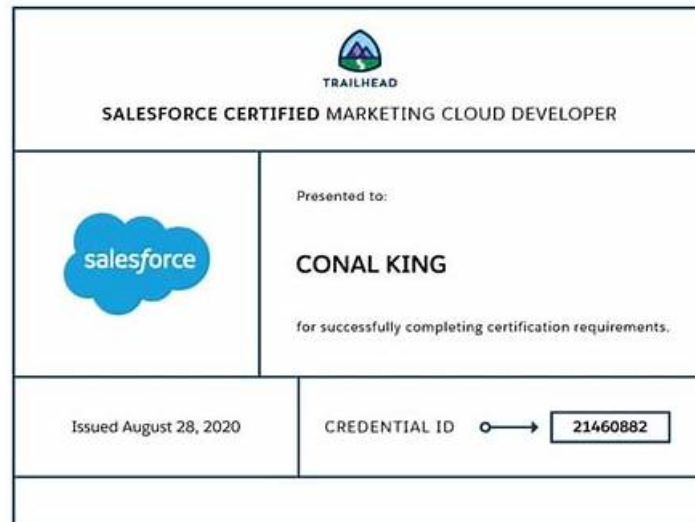 TRAILHEAD
SALESFORCE CERTIFIED MARKETING CLOUD DEVELOPER
salesforce
Presented to:
CONAL KING
for successfully completing certification requirements.
Issued August 28, 2020
CREDENTIAL ID
21460882